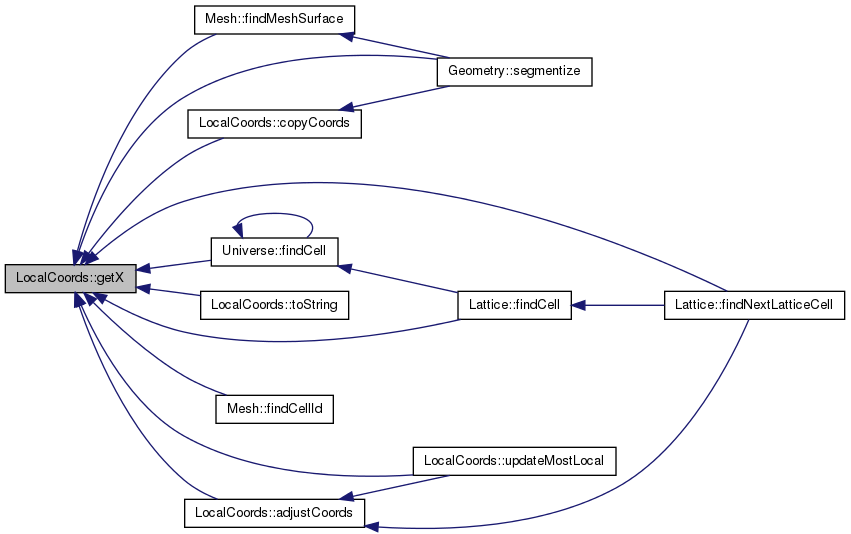 Mesh::findMeshSurface
Geometry::segmentize
LocalCoords::copyCoords
Universe::findCell
LocalCoords::getX
LocalCoords::toString
Lattice::findCell
Lattice::findNextLatticeCell
Mesh::findCellId
LocalCoords::updateMostLocal
LocalCoords::adjustCoords